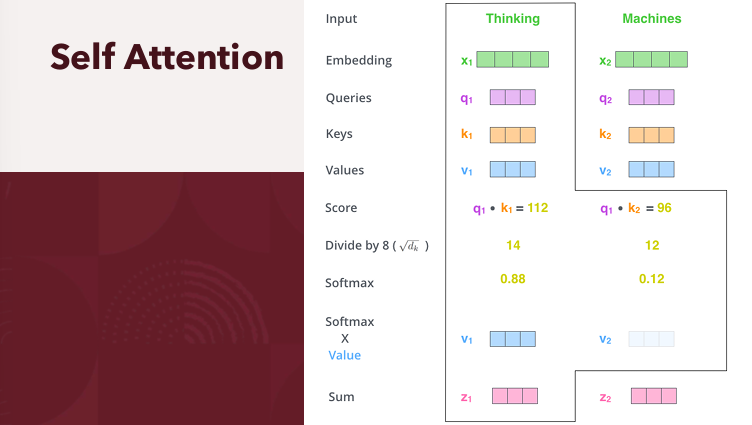 Self Attention
Input Thinking Machines
Embedding x₁ x₂
Queries q₁ q₂
Keys k₁ k₂
Values v₁ v₂
Score q₁ • k₁ = 112 q₁ • k₂ = 96
Divide by 8 ( √dₖ ) 14 12
Softmax 0.88 0.12
Softmax
X
Value v₁ v₂
Sum z₁ z₂